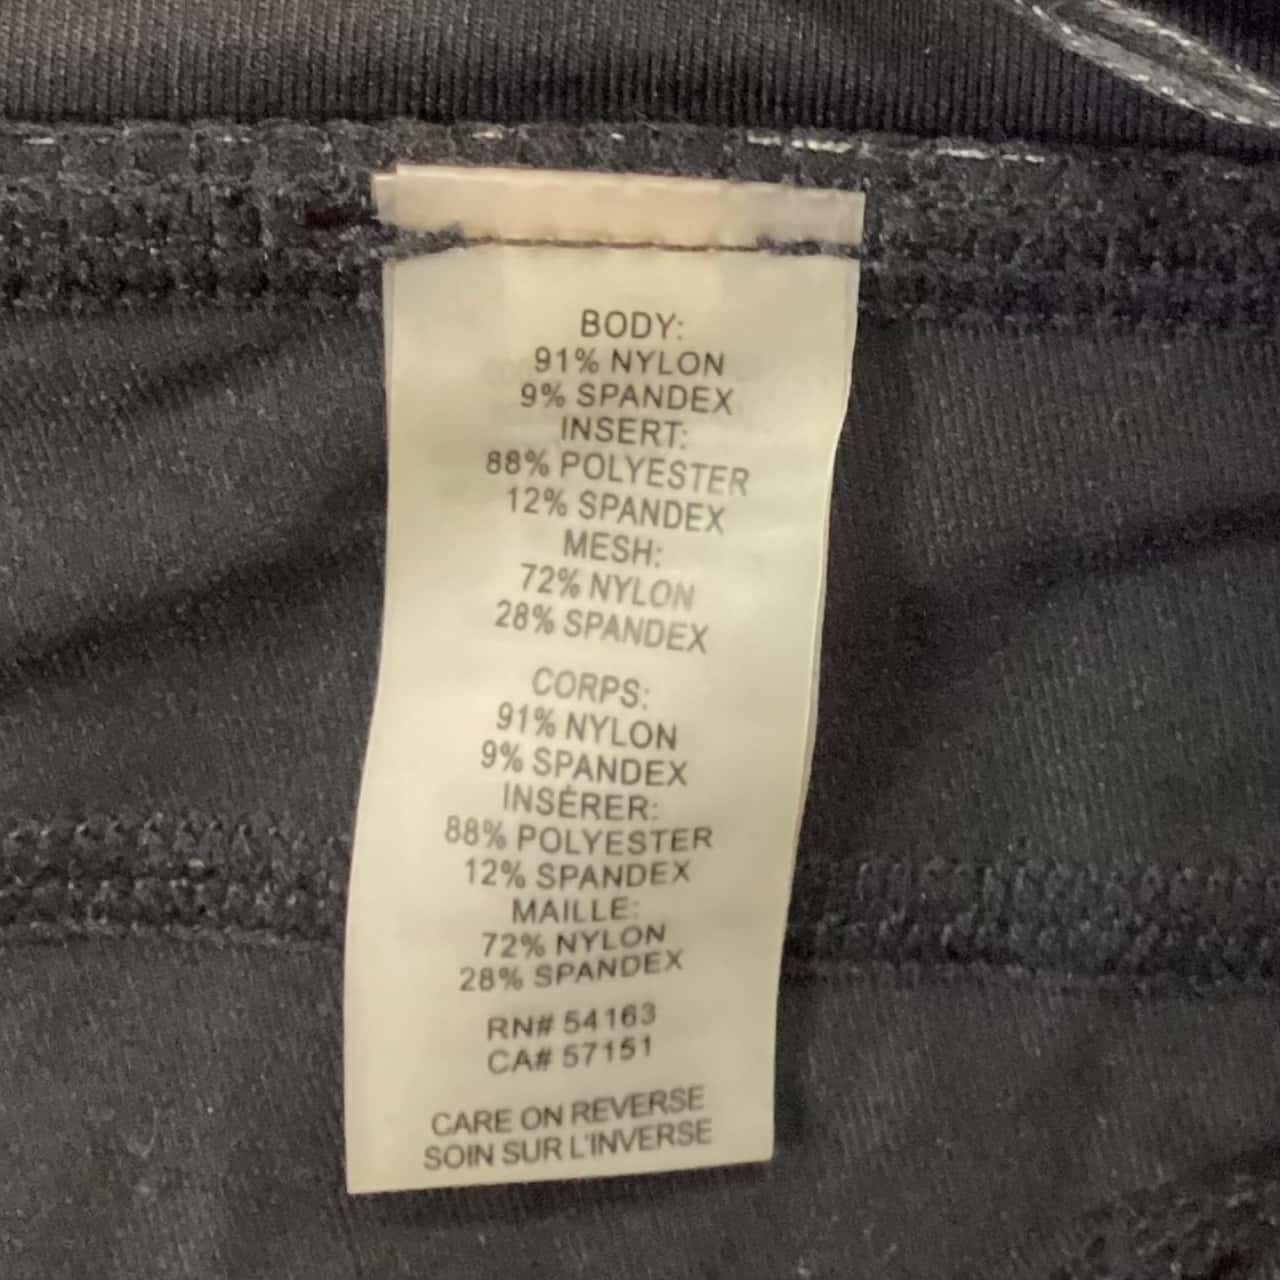 BODY:
91% NYLON
9% SPANDEX
INSERT:
88% POLYESTER
12% SPANDEX
MESH:
72% NYLON
28% SPANDEX
CORPS:
91% NYLON
9% SPANDEX
INSÉRER:
88% POLYESTER
12% SPANDEX
MAILLE:
72% NYLON
28% SPANDEX
RN# 54163
CA# 57151
CARE ON REVERSE
SOIN SUR L'INVERSE